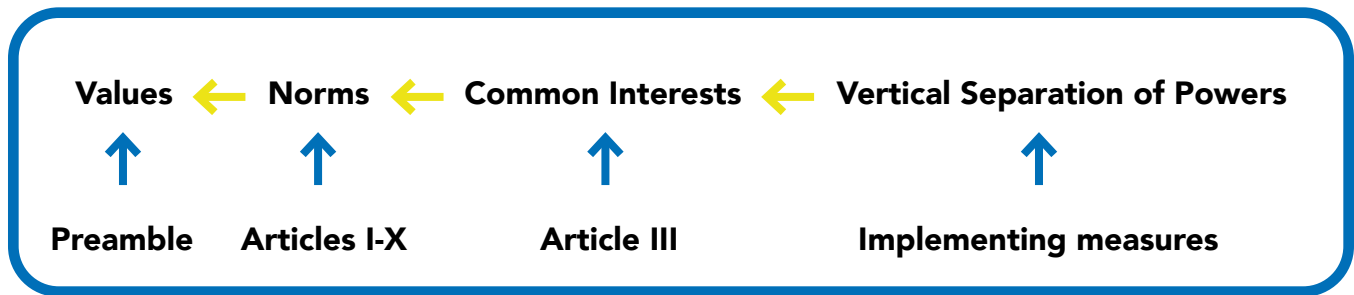 Values Norms Common Interests Vertical Separation of Powers
Preamble Articles I-X Article III Implementing measures